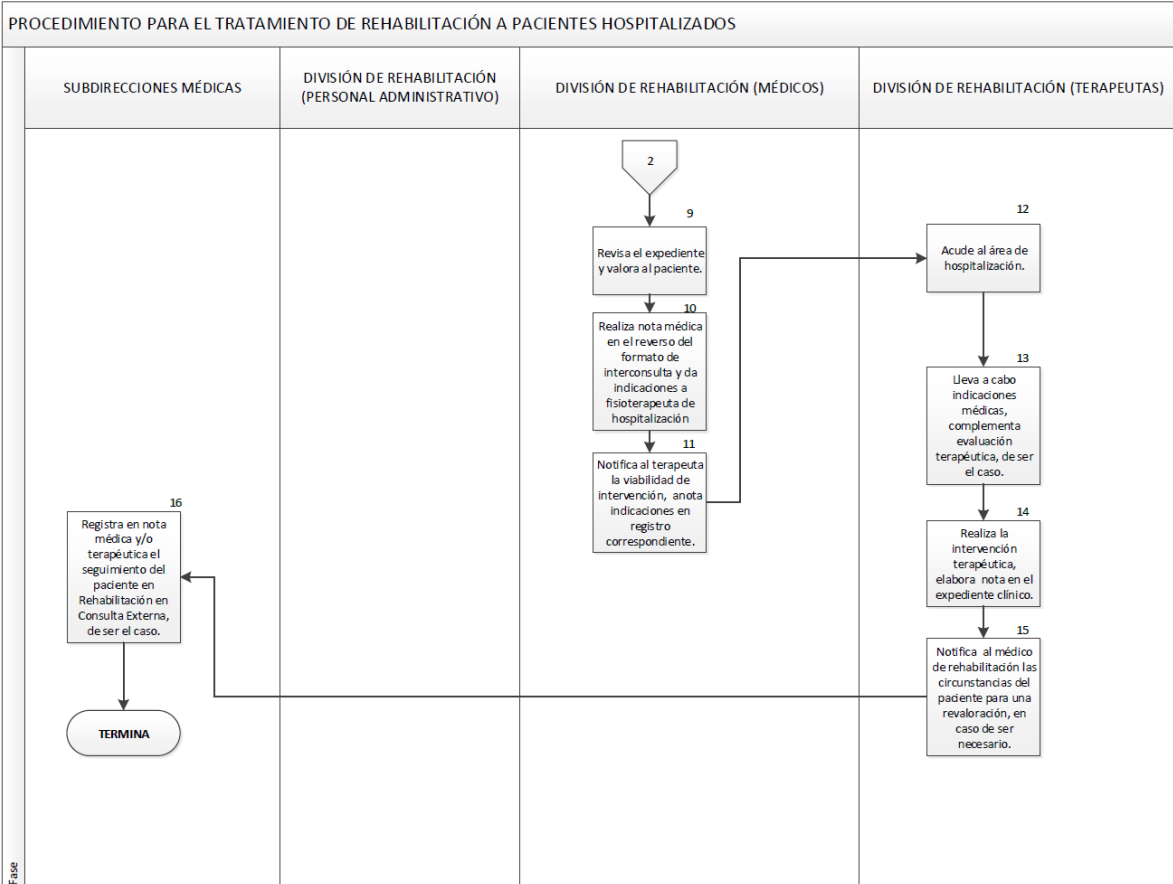 PROCEDIMIENTO PARA EL TRATAMIENTO DE REHABILITACIÓN A PACIENTES HOSPITALIZADOS
SUBDIRECCIONES MÉDICAS
DIVISIÓN DE REHABILITACIÓN
(PERSONAL ADMINISTRATIVO)
DIVISIÓN DE REHABILITACIÓN (MÉDICOS)
DIVISIÓN DE REHABILITACIÓN (TERAPEUTAS)
2
9
Revisa el expediente
y valora al paciente.
10
Realiza nota médica
en el reverso del
formato de
interconsulta y da
indicaciones a
fisioterapeuta de
hospitalización
11
Notifica al terapeuta
la viabilidad de
intervención, anota
indicaciones en
registro
correspondiente.
12
Acude al área de
hospitalización.
13
Lleva a cabo
indicaciones
médicas,
complementa
evaluación
terapéutica, de ser
el caso.
14
Realiza la
intervención
terapéutica,
elabora nota en el
expediente clínico.
15
Notifica al médico
de rehabilitación las
circunstancias del
paciente para una
revaloración, en
caso de ser
necesario.
16
Registra en nota
médica y/o
terapéutica el
seguimiento del
paciente en
Rehabilitación en
Consulta Externa,
de ser el caso.
TERMINA
Fase